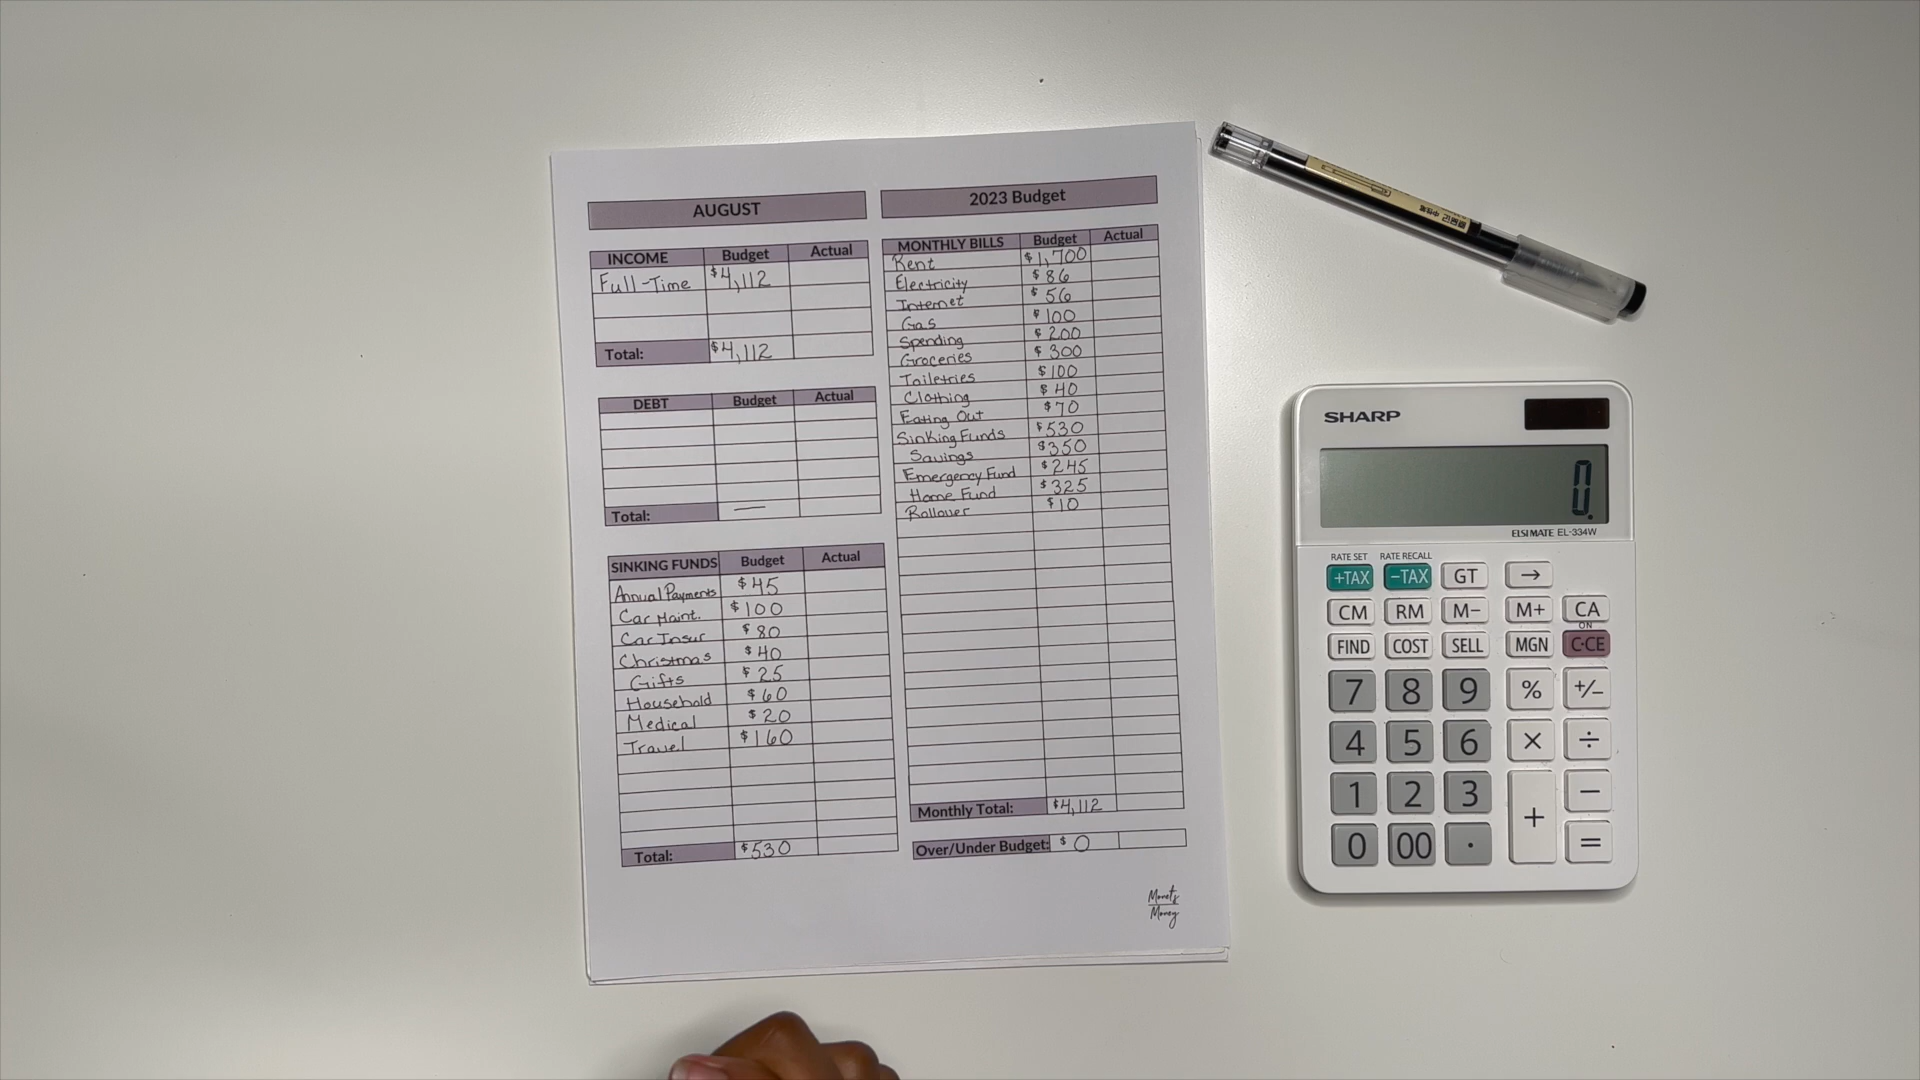 AUGUST
INCOME Budget Actual
Full-Time $4,112
Total: $4,112
DEBT Budget Actual
Total: —
SINKING FUNDS Budget Actual
Annual Payments $45
Car Maint. $100
Car Insur $80
Christmas $40
Gifts $25
Household $60
Medical $20
Travel $160
Total: $530
2023 Budget
MONTHLY BILLS Budget Actual
Rent $1,700
Electricity $86
Internet $56
Gas $100
Spending $200
Groceries $300
Toiletries $100
Clothing $40
Eating Out $70
Sinking Funds $530
Savings $350
Emergency Fund $245
Home Fund $325
Rollover $10
Monthly Total: $4,112
Over/Under Budget: $0
Money
SHARP
0.
ELSIMATE EL-334W
RATE SET RATE RECALL
+TAX −TAX GT →
CM RM M− M+ CA
ON
FIND COST SELL MGN C·CE
7 8 9 % +/−
4 5 6 × ÷
1 2 3 + −
0 00 · =